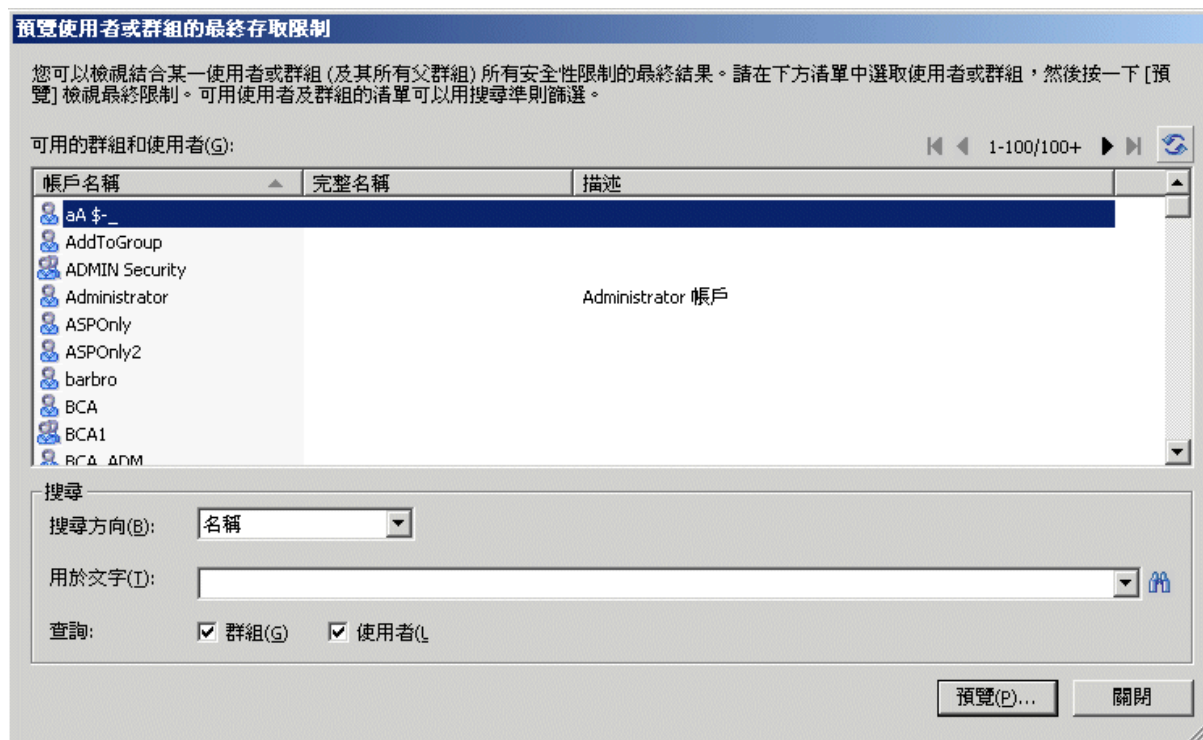 預覽使用者或群組的最終存取限制
您可以檢視結合某一使用者或群組 (及其所有父群組) 所有安全性限制的最終結果。請在下方清單中選取使用者或群組，然後按一下 [預
覽] 檢視最終限制。可用使用者及群組的清單可以用搜尋準則篩選。
可用的群組和使用者(G): 1-100/100+
帳戶名稱 完整名稱 描述
aA $-_
AddToGroup
ADMIN Security
Administrator Administrator 帳戶
ASPOnly
ASPOnly2
barbro
BCA
BCA1
BCA_ADM
搜尋
搜尋方向(B): 名稱
用於文字(T):
查詢: 群組(G) 使用者(L
預覽(P)... 關閉